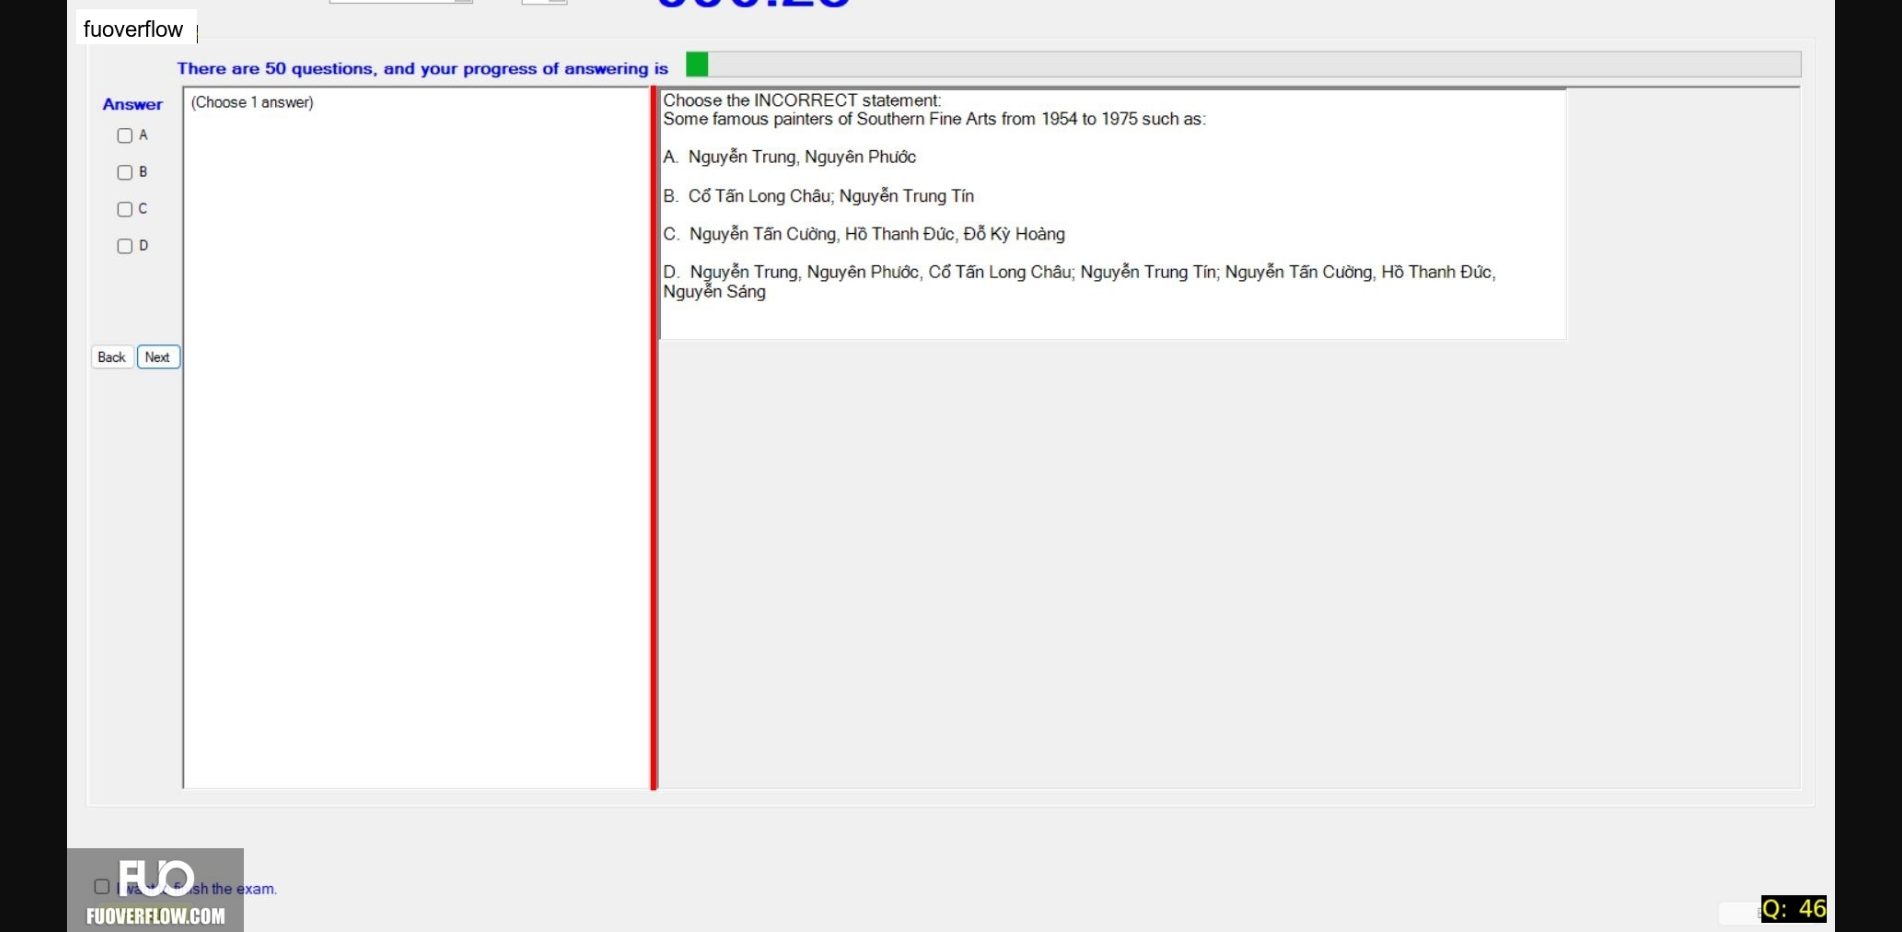 fuoverflow
There are 50 questions, and your progress of answering is
Answer
(Choose 1 answer)
A
B
C
D
Back Next
Choose the INCORRECT statement:
Some famous painters of Southern Fine Arts from 1954 to 1975 such as:
A. Nguyễn Trung, Nguyên Phước
B. Cổ Tấn Long Châu; Nguyễn Trung Tín
C. Nguyễn Tấn Cường, Hồ Thanh Đức, Đỗ Kỳ Hoàng
D. Nguyễn Trung, Nguyên Phước, Cổ Tấn Long Châu; Nguyễn Trung Tín; Nguyễn Tấn Cường, Hồ Thanh Đức,
Nguyễn Sáng
FUO
the exam.
FUOVERFLOW.COM
Q: 46